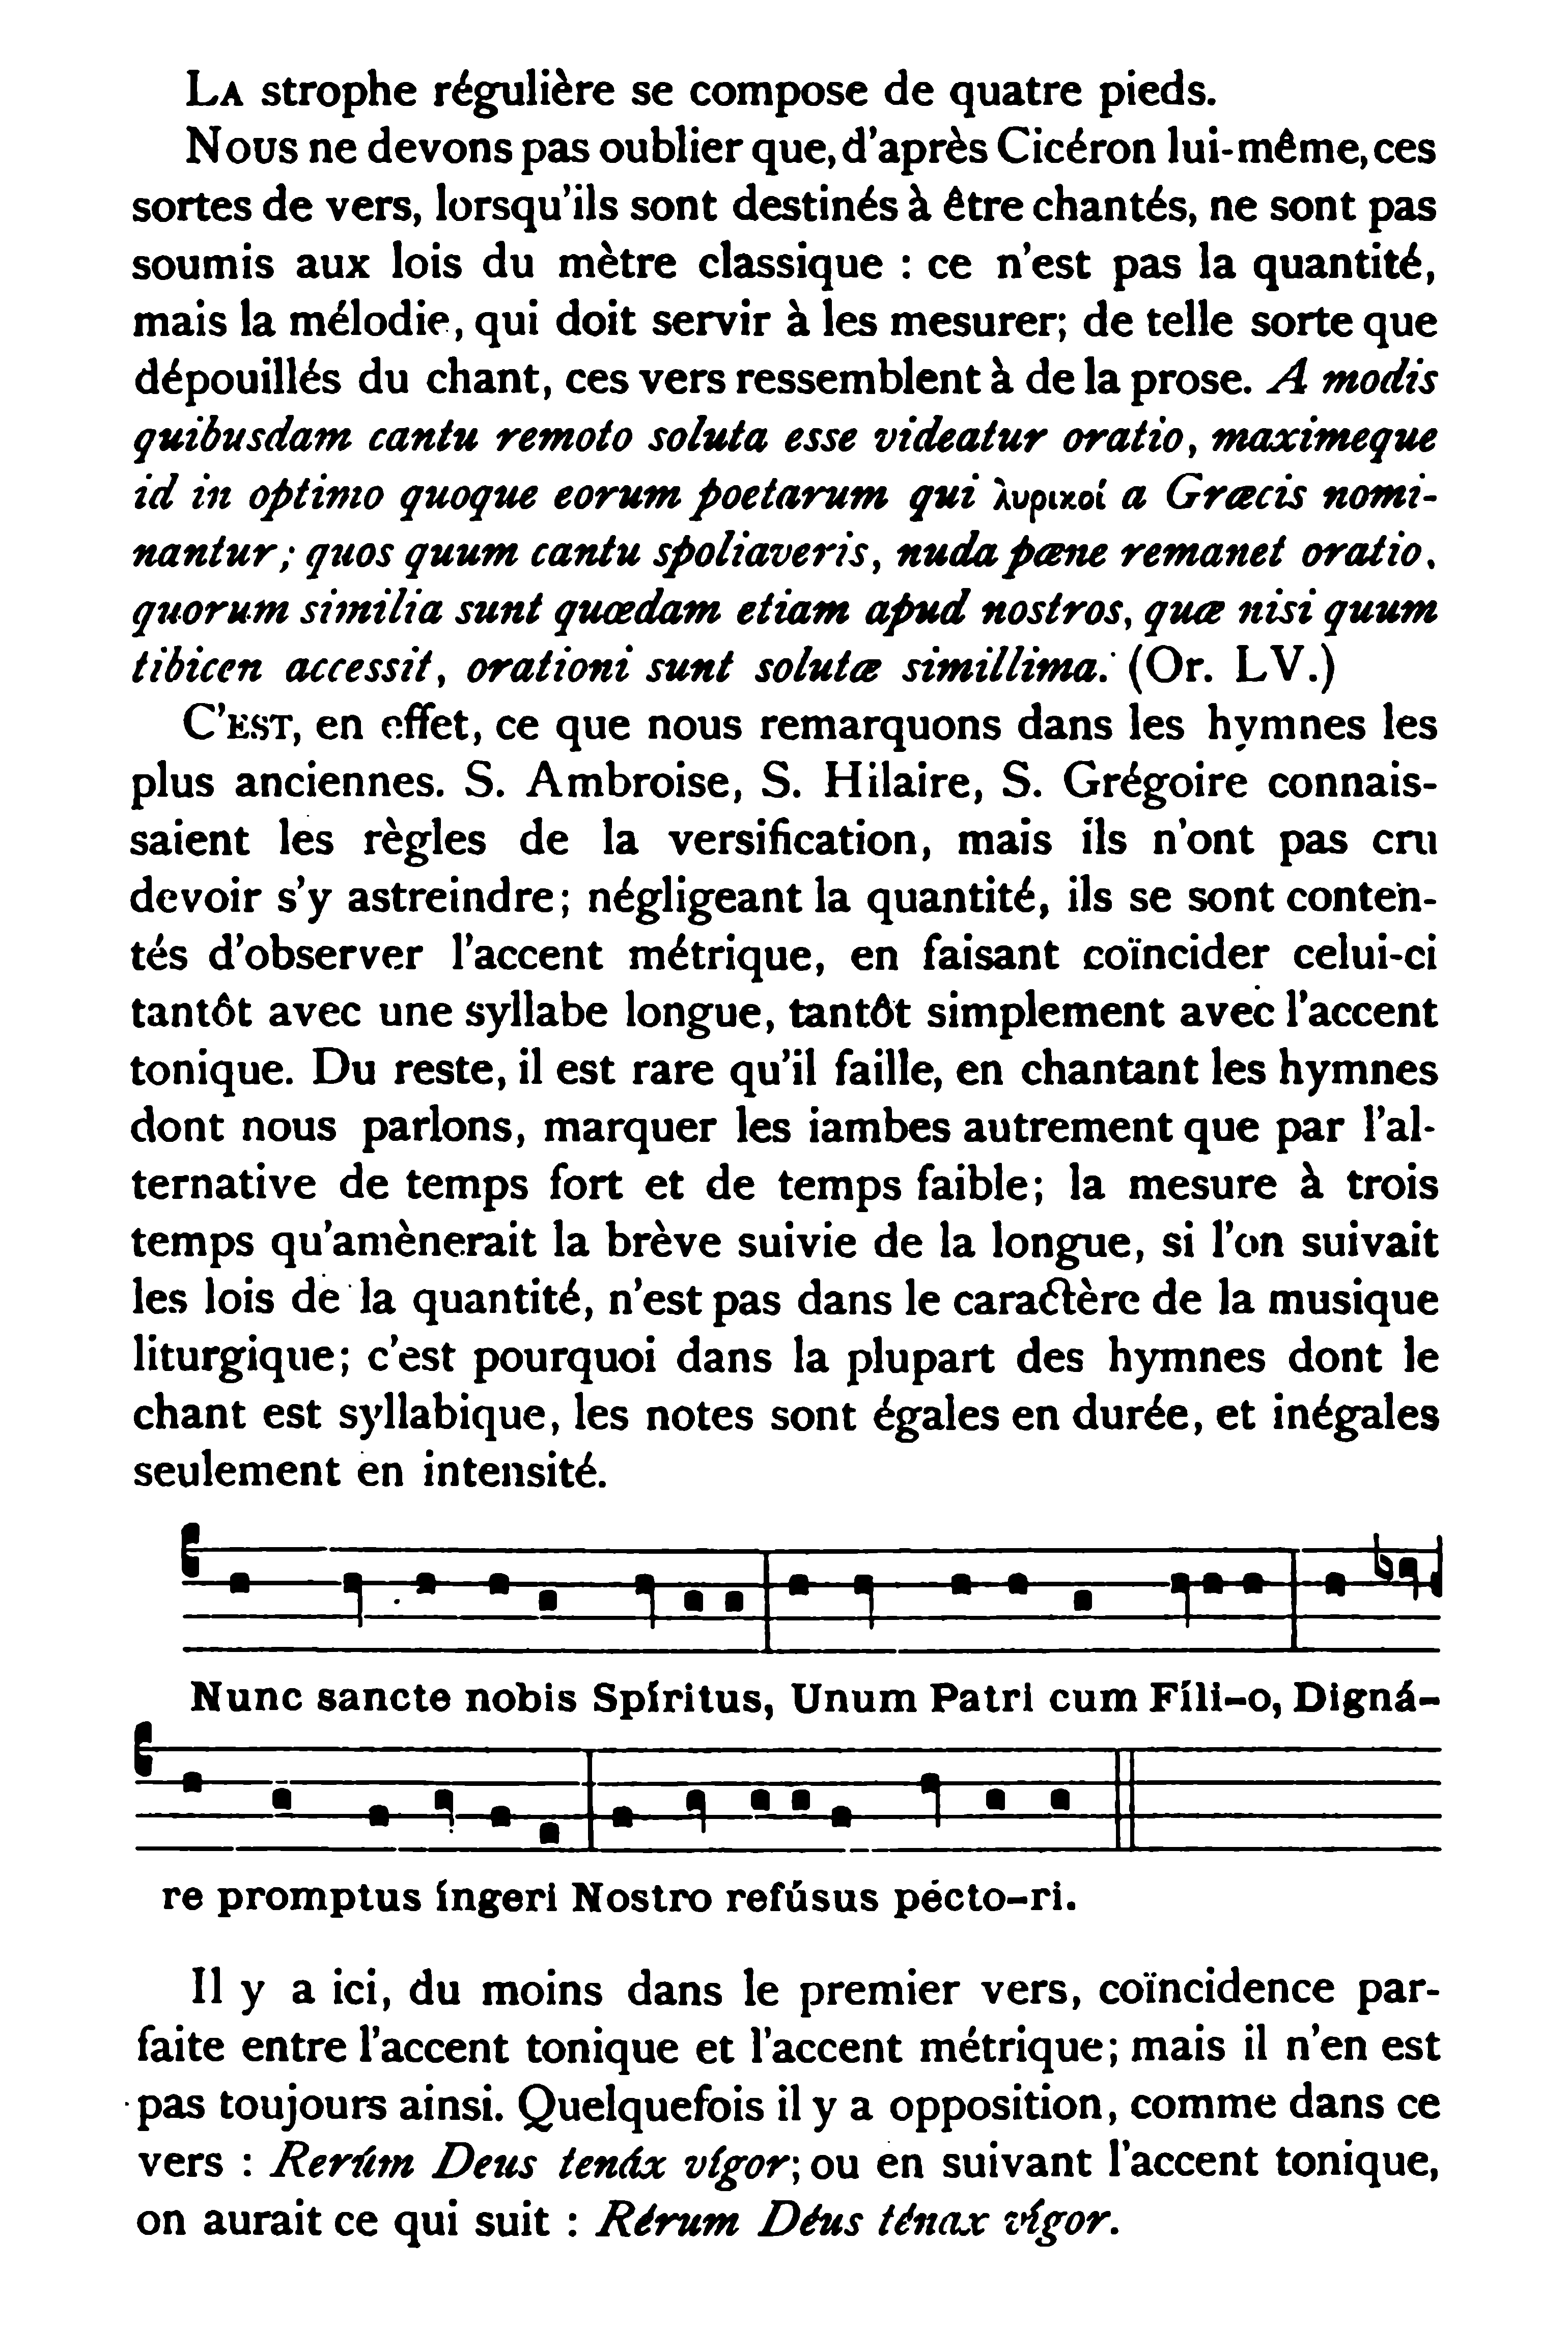 LA strophe régulière se compose de quatre pieds.
NOUS ne devons pas oublier que, d'après Cicéron lui-même, ces
sortes de vers, lorsqu'ils sont destinés à être chantés, ne sont pas
soumis aux lois du mètre classique : ce n'est pas la quantité,
mais la mélodie, qui doit servir à les mesurer; de telle sorte que
dépouillés du chant, ces vers ressemblent à de la prose. A modis
quibusdam cantu remoto soluta esse videatur oratio, maximeque
id in optimo quoque eorum poetarum qui λυρικοί a Græcis nomi-
nantur; quos quum cantu spoliaveris, nuda pæne remanet oratio.
quorum similia sunt quædam etiam apud nostros, quæ nisi quum
tibicen accessit, orationi sunt solutæ simillima. (Or. LV.)
C'EST, en effet, ce que nous remarquons dans les hymnes les
plus anciennes. S. Ambroise, S. Hilaire, S. Grégoire connais-
saient les règles de la versification, mais ils n'ont pas cru
devoir s'y astreindre; négligeant la quantité, ils se sont conten-
tés d'observer l'accent métrique, en faisant coïncider celui-ci
tantôt avec une syllabe longue, tantôt simplement avec l'accent
tonique. Du reste, il est rare qu'il faille, en chantant les hymnes
dont nous parlons, marquer les iambes autrement que par l'al-
ternative de temps fort et de temps faible; la mesure à trois
temps qu'amènerait la brève suivie de la longue, si l'on suivait
les lois de la quantité, n'est pas dans le caractère de la musique
liturgique; c'est pourquoi dans la plupart des hymnes dont le
chant est syllabique, les notes sont égales en durée, et inégales
seulement en intensité.
Nunc sancte nobis Spíritus, Unum Patri cum Fíli-o, Digná-
re promptus íngeri Nostro refúsus pécto-ri.
Il y a ici, du moins dans le premier vers, coïncidence par-
faite entre l'accent tonique et l'accent métrique; mais il n'en est
pas toujours ainsi. Quelquefois il y a opposition, comme dans ce
vers : Rerúm Deus tenáx vígor; ou en suivant l'accent tonique,
on aurait ce qui suit : Rérum Déus ténax vígor.